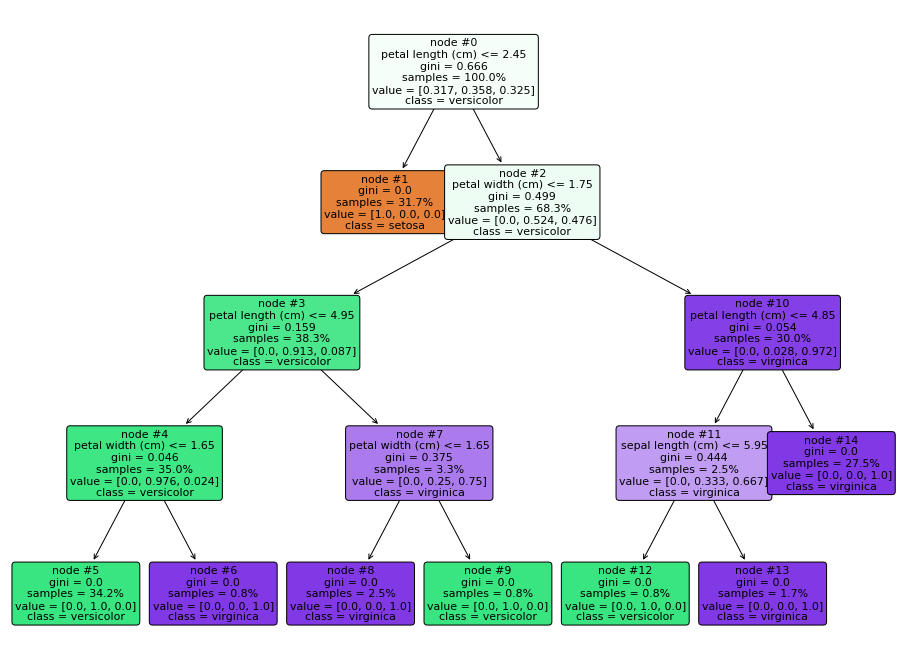 node #0
petal length (cm) <= 2.45
gini = 0.666
samples = 100.0%
value = [0.317, 0.358, 0.325]
class = versicolor
node #1
gini = 0.0
samples = 31.7%
value = [1.0, 0.0, 0.0]
class = setosa
node #2
petal width (cm) <= 1.75
gini = 0.499
samples = 68.3%
value = [0.0, 0.524, 0.476]
class = versicolor
node #3
petal length (cm) <= 4.95
gini = 0.159
samples = 38.3%
value = [0.0, 0.913, 0.087]
class = versicolor
node #10
petal length (cm) <= 4.85
gini = 0.054
samples = 30.0%
value = [0.0, 0.028, 0.972]
class = virginica
node #4
petal width (cm) <= 1.65
gini = 0.046
samples = 35.0%
value = [0.0, 0.976, 0.024]
class = versicolor
node #7
petal width (cm) <= 1.65
gini = 0.375
samples = 3.3%
value = [0.0, 0.25, 0.75]
class = virginica
node #11
sepal length (cm) <= 5.95
gini = 0.444
samples = 2.5%
value = [0.0, 0.333, 0.667]
class = virginica
node #14
gini = 0.0
samples = 27.5%
value = [0.0, 0.0, 1.0]
class = virginica
node #5
gini = 0.0
samples = 34.2%
value = [0.0, 1.0, 0.0]
class = versicolor
node #6
gini = 0.0
samples = 0.8%
value = [0.0, 0.0, 1.0]
class = virginica
node #8
gini = 0.0
samples = 2.5%
value = [0.0, 0.0, 1.0]
class = virginica
node #9
gini = 0.0
samples = 0.8%
value = [0.0, 1.0, 0.0]
class = versicolor
node #12
gini = 0.0
samples = 0.8%
value = [0.0, 1.0, 0.0]
class = versicolor
node #13
gini = 0.0
samples = 1.7%
value = [0.0, 0.0, 1.0]
class = virginica